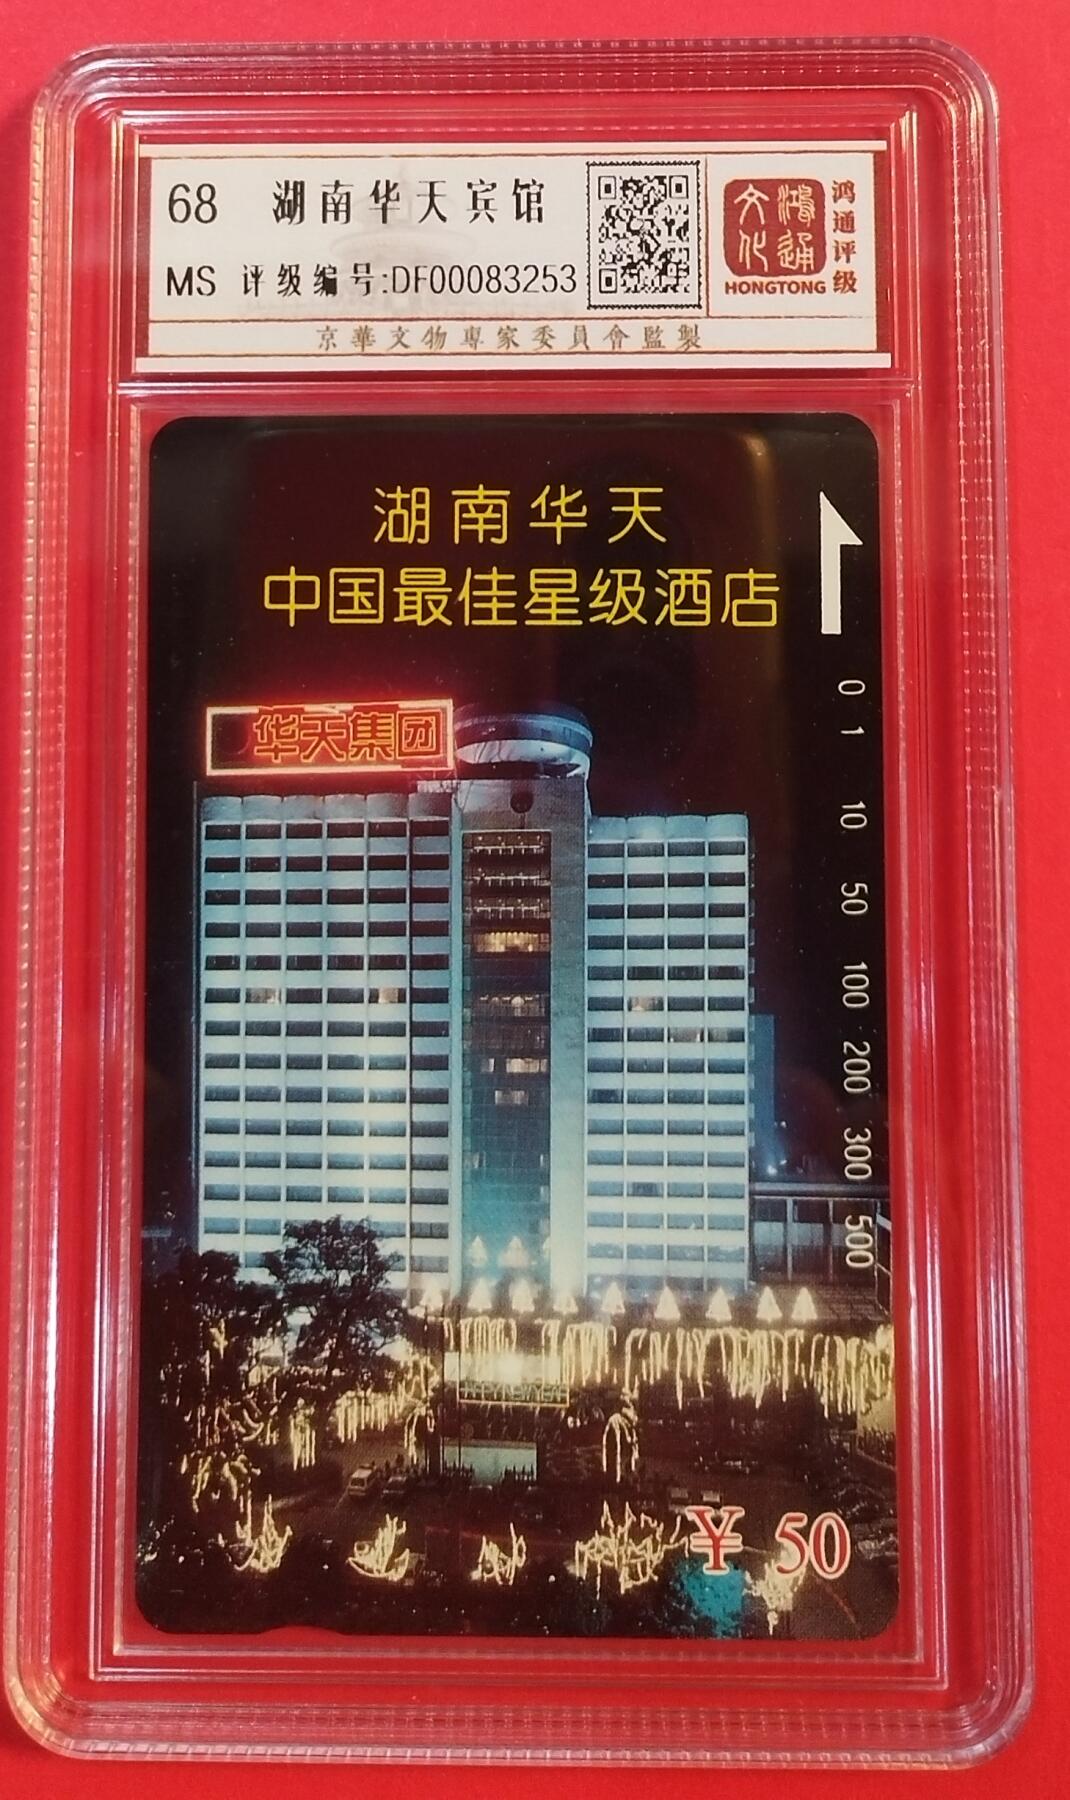 68 湖南华天宾馆
MS 评级编号:DF00083253
鸿通文化
HONGTONG
鸿通评级
京華文物專家委員會監製
湖南华天
中国最佳星级酒店
华天集团
0
1
10
50
100
200
300
500
¥ 50